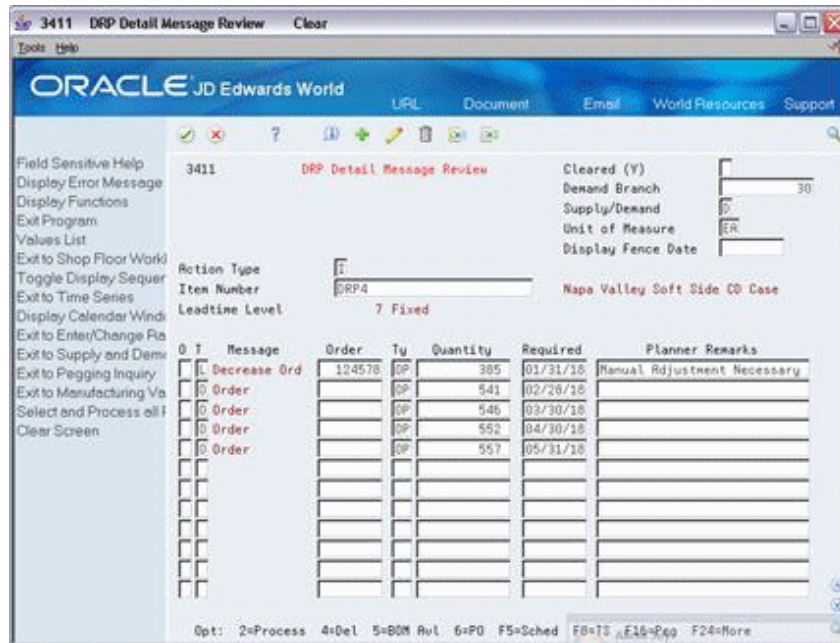 3411 DRP Detail Message Review Clear
Tools Help
ORACLE JD Edwards World
URL Document Email World Resources Support
Field Sensitive Help
Display Error Message
Display Functions
Exit Program
Values List
Exit to Shop Floor Workl
Toggle Display Sequer
Exit to Time Series
Display Calendar Wind
Exit to Enter/Change Ra
Exit to Supply and Dem
Exit to Pegging Inquiry
Exit to Manufacturing Va
Select and Process all
Clear Screen
3411 DRP Detail Message Review
Cleared (Y)
Demand Branch 30
Supply/Demand D
Unit of Measure EA
Display Fence Date
Action Type I
Item Number DRP4 Napa Valley Soft Side CD Case
Leadtime Level 7 Fixed
O T Message Order Ty Quantity Required Planner Remarks
L Decrease Ord 124578 OP 385 01/31/18 Manual Adjustment Necessary
O Order OP 541 02/28/18
O Order OP 546 03/30/18
O Order OP 552 04/30/18
O Order OP 557 05/31/18
Opt: 2=Process 4=Del 5=BOM Avl 6=PO F5=Sched F8=TS F16=Peg F24=More